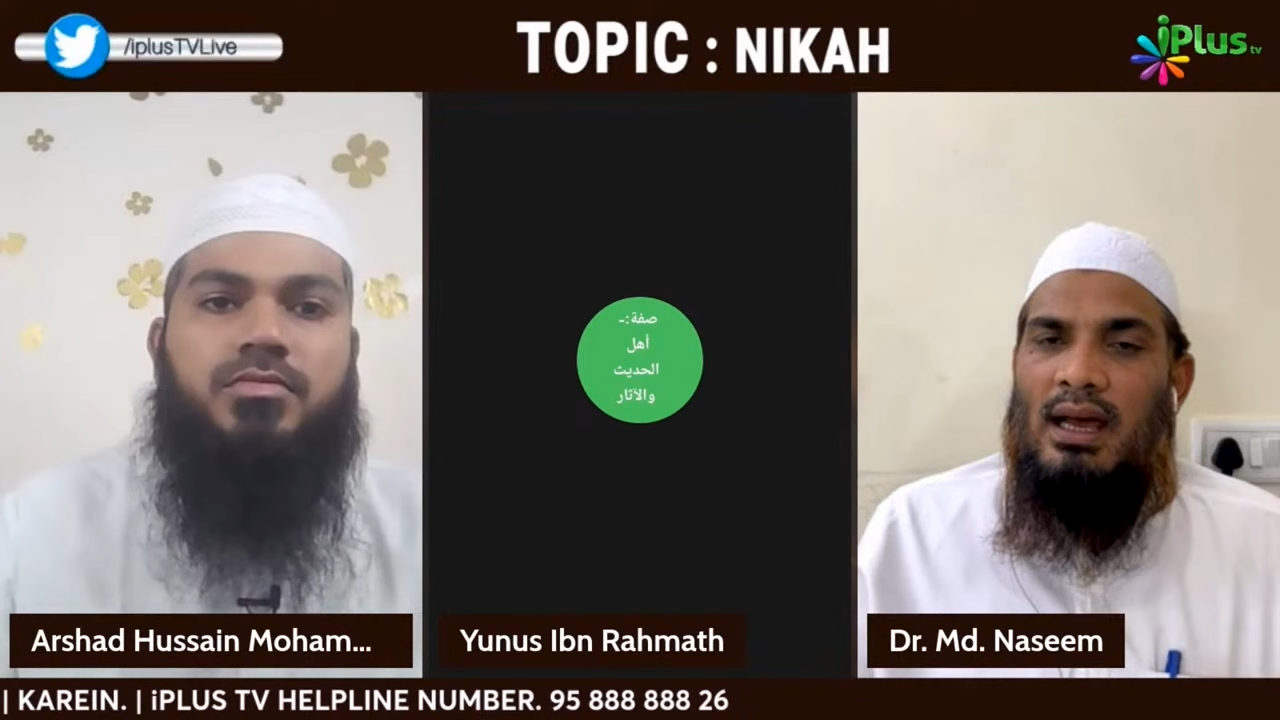 /iplusTVLive
TOPIC : NIKAH
iPlus tv
صفة:-
أهل
الحديث
والآثار
Arshad Hussain Moham...
Yunus Ibn Rahmath
Dr. Md. Naseem
| KAREIN. | iPLUS TV HELPLINE NUMBER. 95 888 888 26